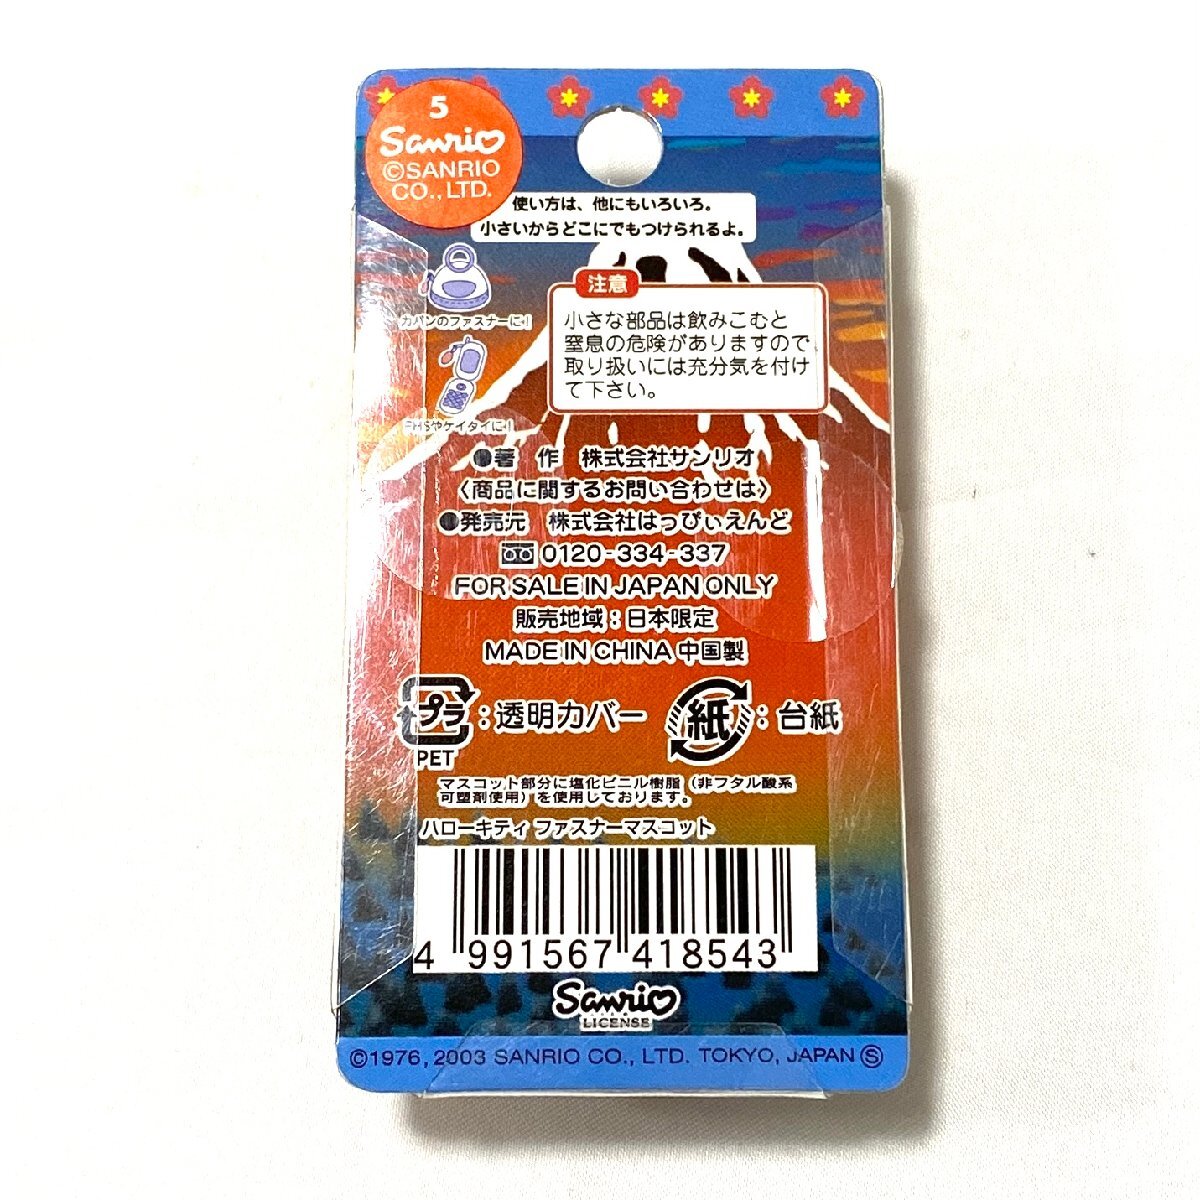 5
Sanrio
©SANRIO
CO., LTD.
使い方は、他にもいろいろ。
小さいからどこにでもつけられるよ。
カバンのファスナーに!
PHSやケイタイに!
注意
小さな部品は飲みこむと
窒息の危険がありますので
取り扱いには充分気を付け
て下さい。
●著 作 株式会社サンリオ
〈商品に関するお問い合わせは〉
●発売元 株式会社はっぴぃえんど
0120-334-337
FOR SALE IN JAPAN ONLY
販売地域：日本限定
MADE IN CHINA 中国製
プラ：透明カバー 紙：台紙
PET
マスコット部分に塩化ビニル樹脂（非フタル酸系
可塑剤使用）を使用しております。
ハローキティ ファスナーマスコット
4 991567 418543
Sanrio
LICENSE
©1976, 2003 SANRIO CO., LTD. TOKYO, JAPAN Ⓢ